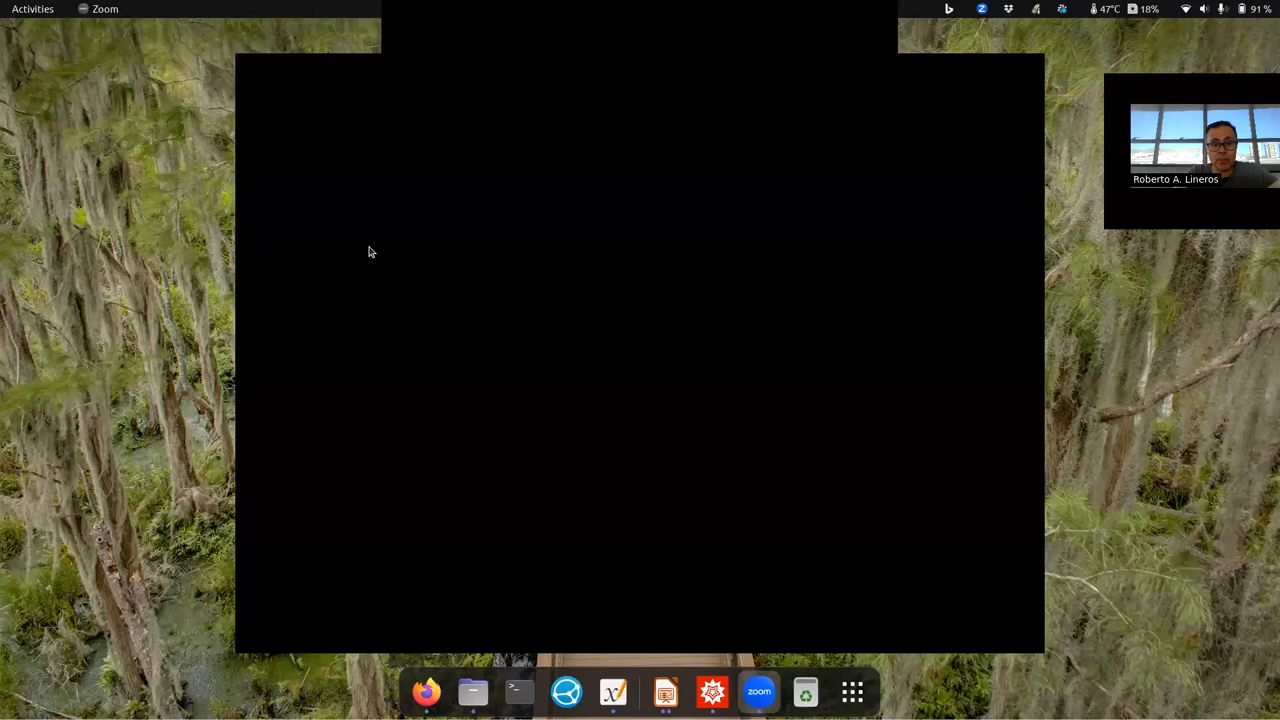 Activities
Zoom
Z
47°C
18%
91 %
Roberto A. Lineros
>_
X
zoom